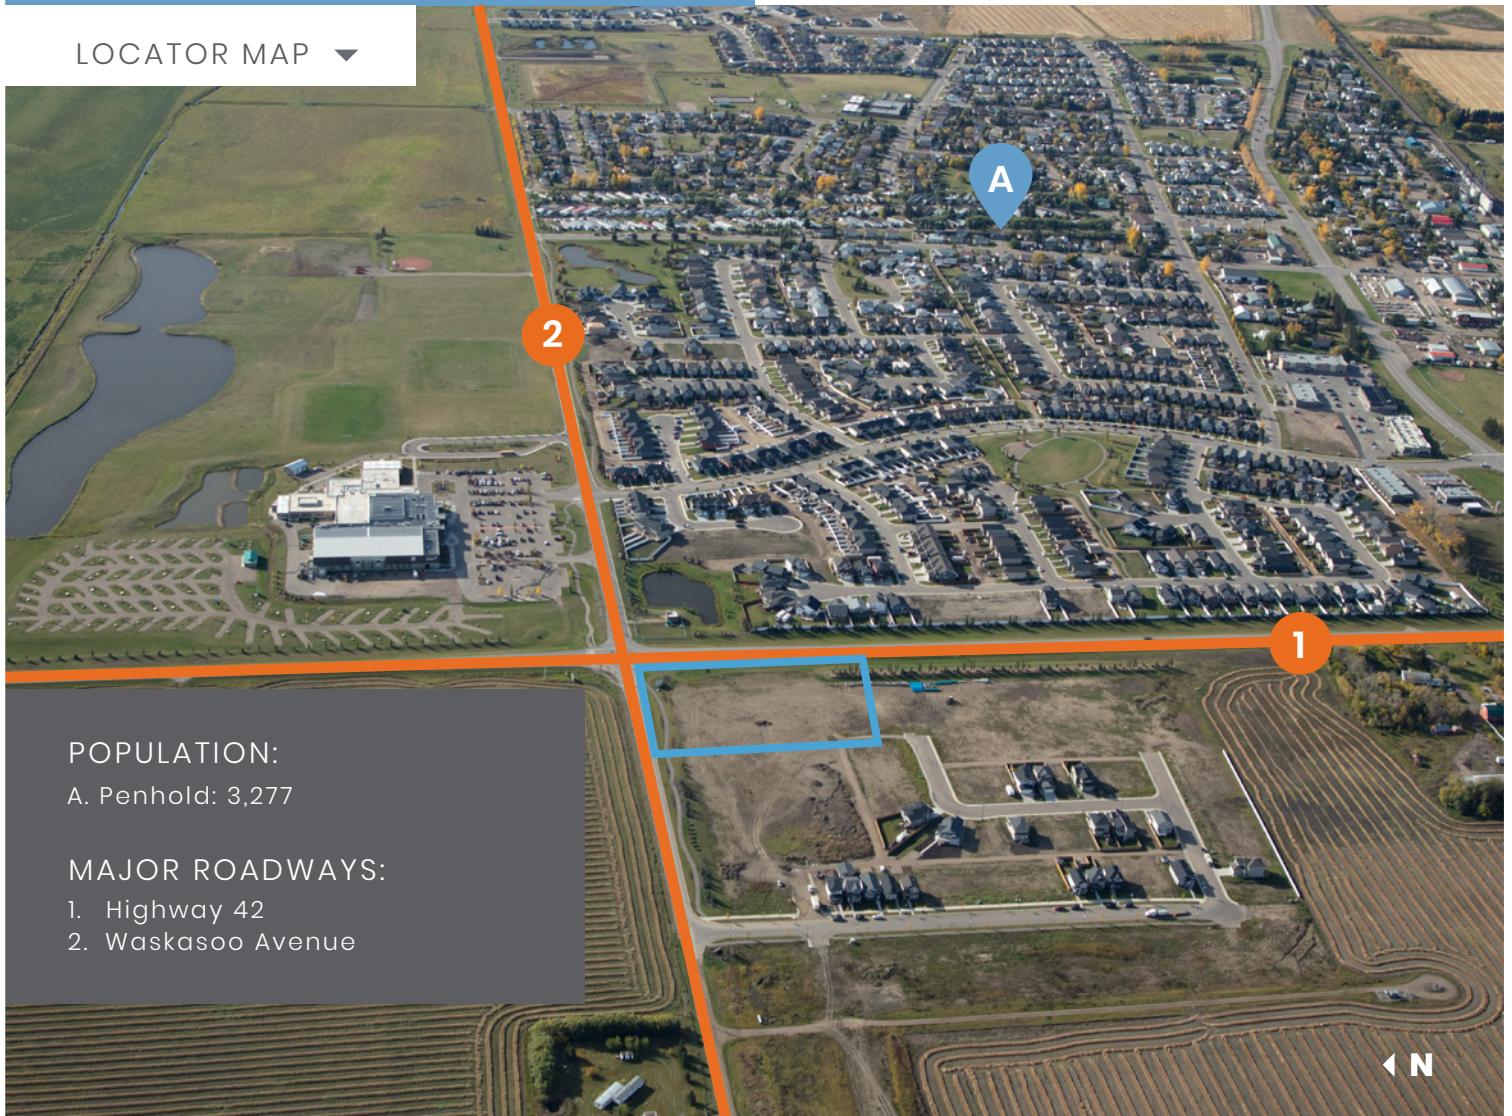 LOCATOR MAP
A
2
1
POPULATION:
A. Penhold: 3,277
MAJOR ROADWAYS:
1. Highway 42
2. Waskasoo Avenue
N